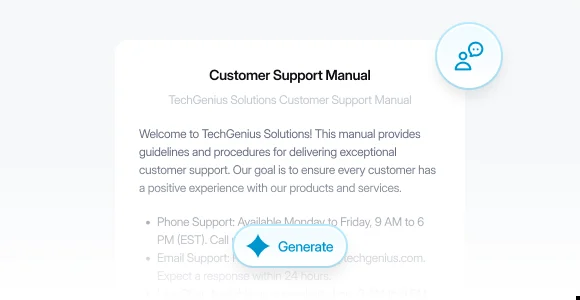 Customer Support Manual
TechGenius Solutions Customer Support Manual
Welcome to TechGenius Solutions! This manual provides
guidelines and procedures for delivering exceptional
customer support. Our goal is to ensure every customer has
a positive experience with our products and services.
• Phone Support: Available Monday to Friday, 9 AM to 6
PM (EST). Call
Generate
• Email Support: techgenius.com.
Expect a response within 24 hours.